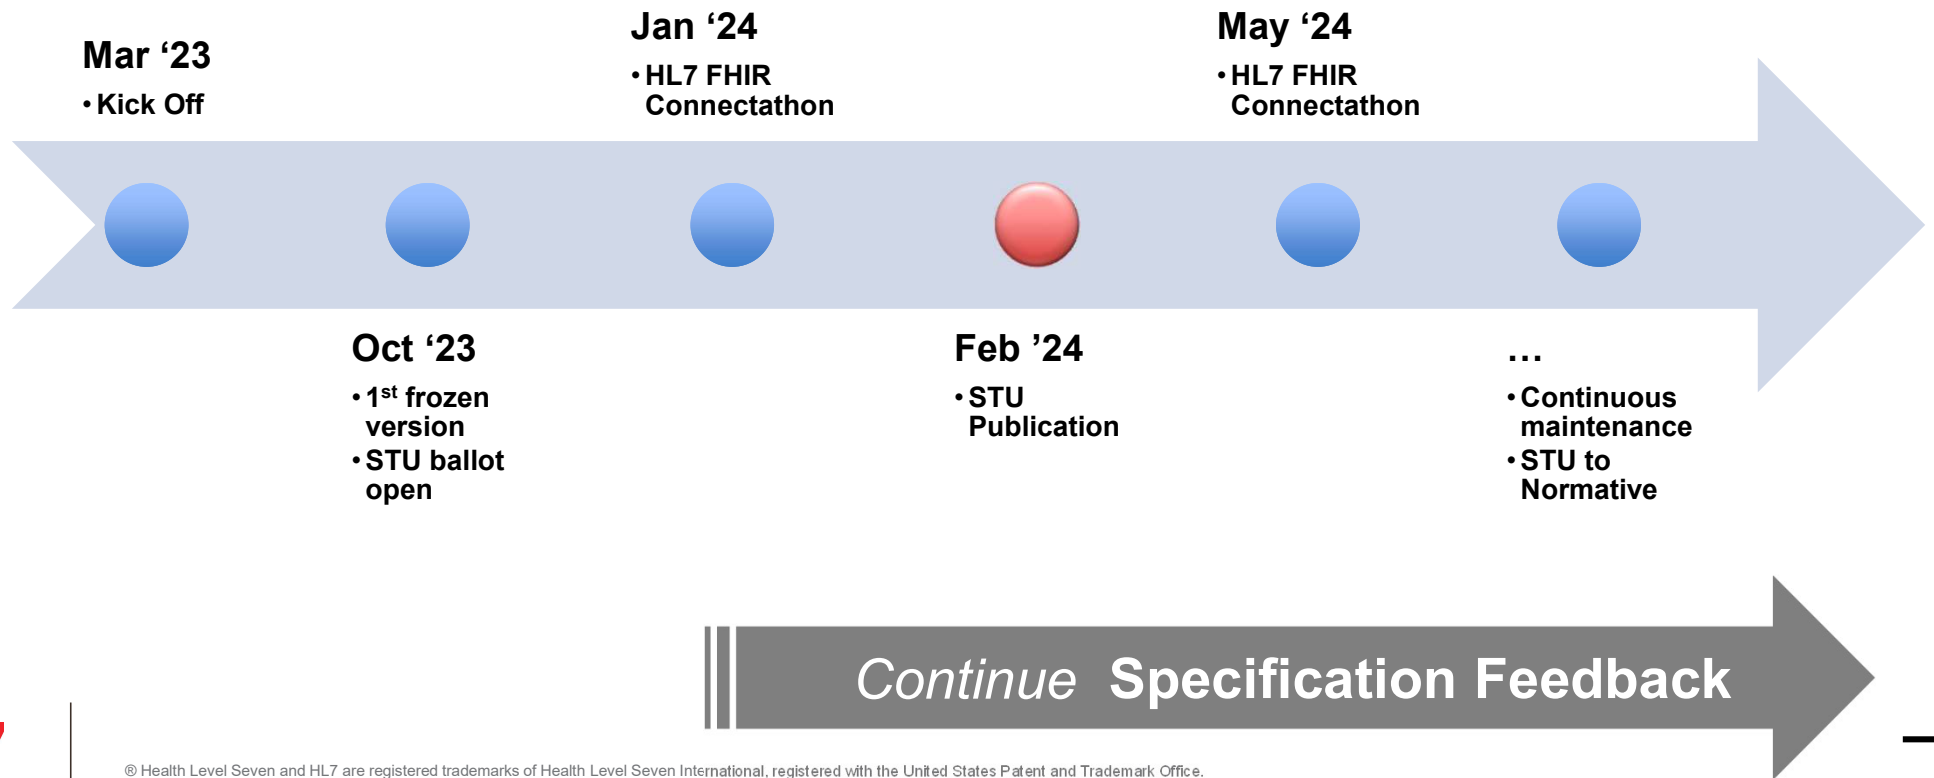 Mar ‘23
• Kick Off
Jan ‘24
• HL7 FHIR
Connectathon
May ‘24
• HL7 FHIR
Connectathon
Oct ‘23
• 1st frozen
version
• STU ballot
open
Feb ’24
• STU
Publication
...
• Continuous
maintenance
• STU to
Normative
Continue Specification Feedback
® Health Level Seven and HL7 are registered trademarks of Health Level Seven International, registered with the United States Patent and Trademark Office.